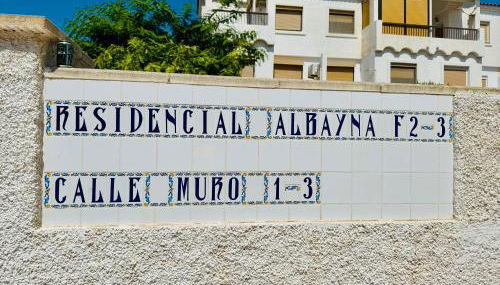 RESIDENCIAL ALBAYNA F2-3
CALLE MURO 1-3